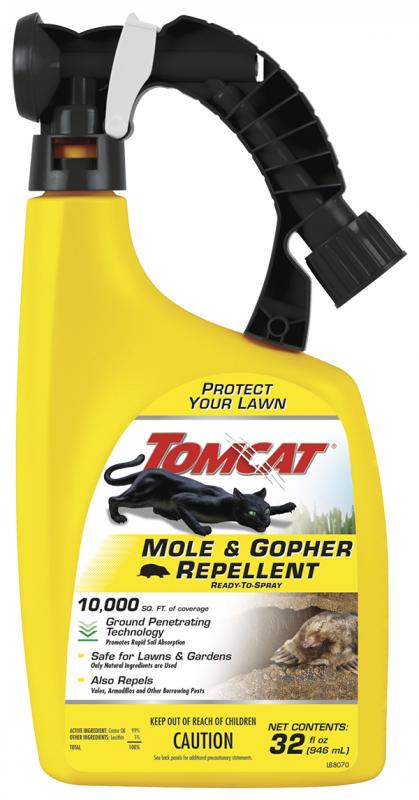 PROTECT
YOUR LAWN
TOMCAT®
MOLE & GOPHER
REPELLENT
READY-TO-SPRAY
10,000 SQ. FT. of coverage
Ground Penetrating
Technology
Promotes Rapid Soil Absorption
Safe for Lawns & Gardens
Only Natural Ingredients are Used
Also Repels
Voles, Armadillos and Other Burrowing Pests
KEEP OUT OF REACH OF CHILDREN
CAUTION
See back panels for additional precautionary statements.
ACTIVE INGREDIENT: Castor Oil 99%
OTHER INGREDIENTS: Lecithin 1%
TOTAL 100%
NET CONTENTS:
32 fl oz
(946 mL)
LB8070